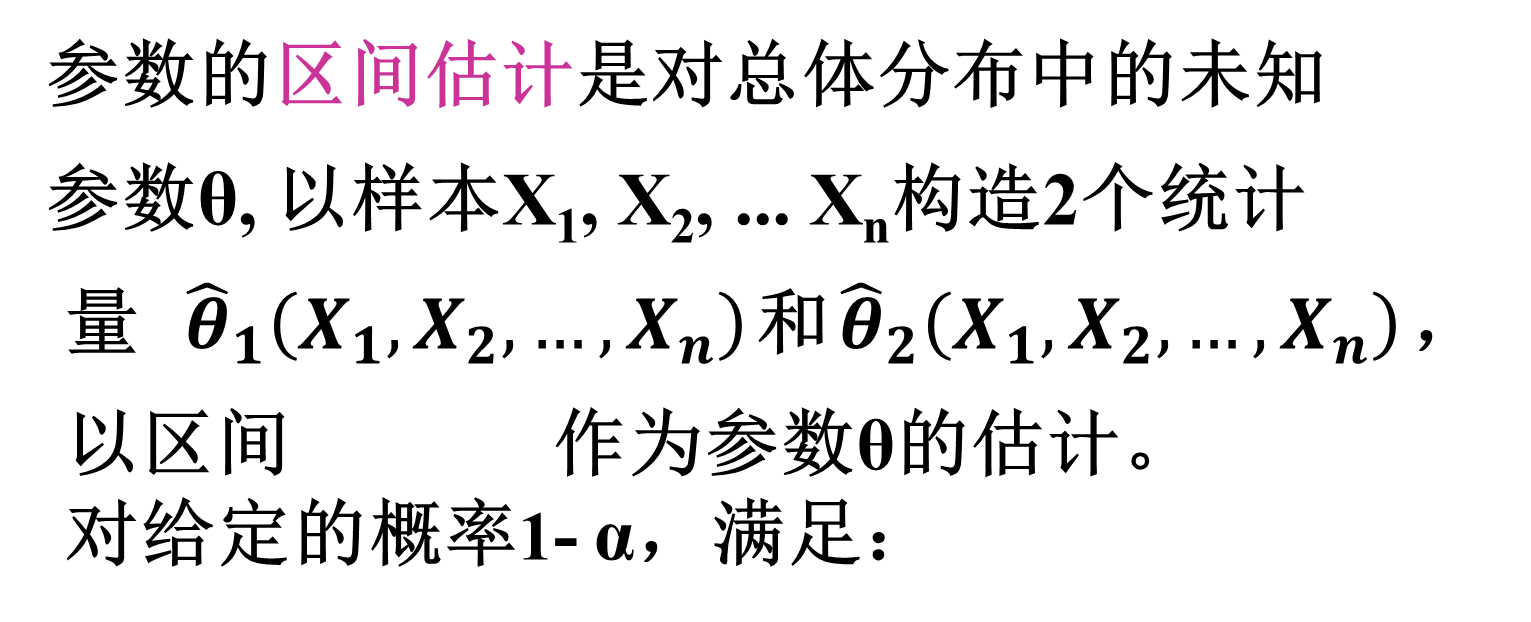 参数的区间估计是对总体分布中的未知
参数θ, 以样本X₁, X₂, ... Xₙ构造2个统计
量 θ̂₁(X₁, X₂, … , Xₙ)和θ̂₂(X₁, X₂, … , Xₙ)，
以区间 作为参数θ的估计。
对给定的概率1- α，满足：